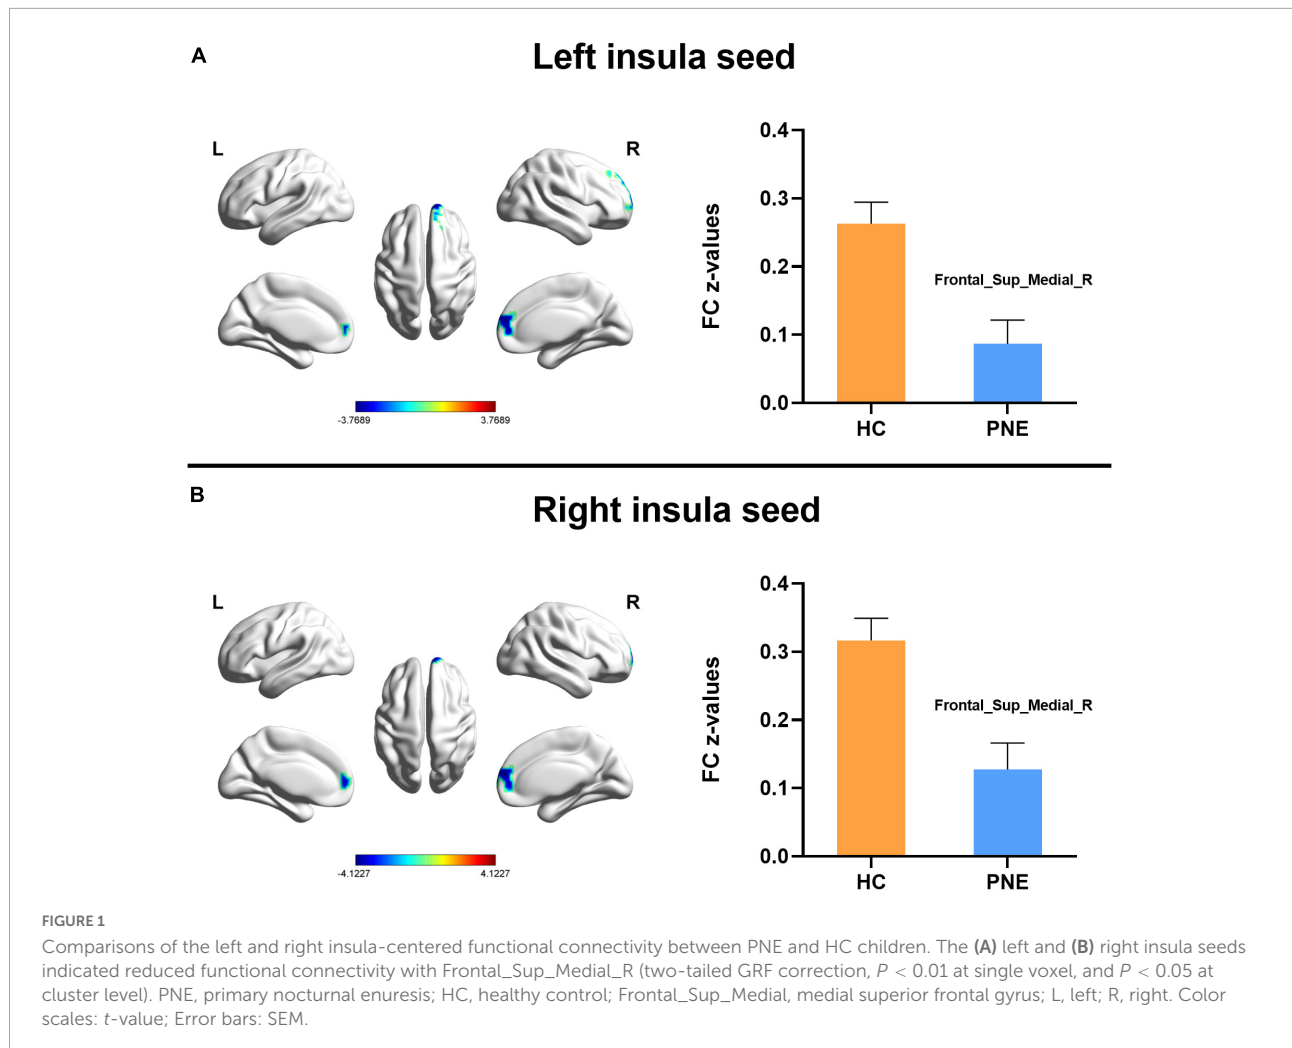 A
Left insula seed
L
R
-3.7689
3.7689
FC z-values
0.4
0.3
0.2
0.1
0.0
Frontal_Sup_Medial_R
HC
PNE
B
Right insula seed
L
R
-4.1227
4.1227
FC z-values
0.4
0.3
0.2
0.1
0.0
Frontal_Sup_Medial_R
HC
PNE
FIGURE 1
Comparisons of the left and right insula-centered functional connectivity between PNE and HC children. The (A) left and (B) right insula seeds
indicated reduced functional connectivity with Frontal_Sup_Medial_R (two-tailed GRF correction, P < 0.01 at single voxel, and P < 0.05 at
cluster level). PNE, primary nocturnal enuresis; HC, healthy control; Frontal_Sup_Medial, medial superior frontal gyrus; L, left; R, right. Color
scales: t-value; Error bars: SEM.